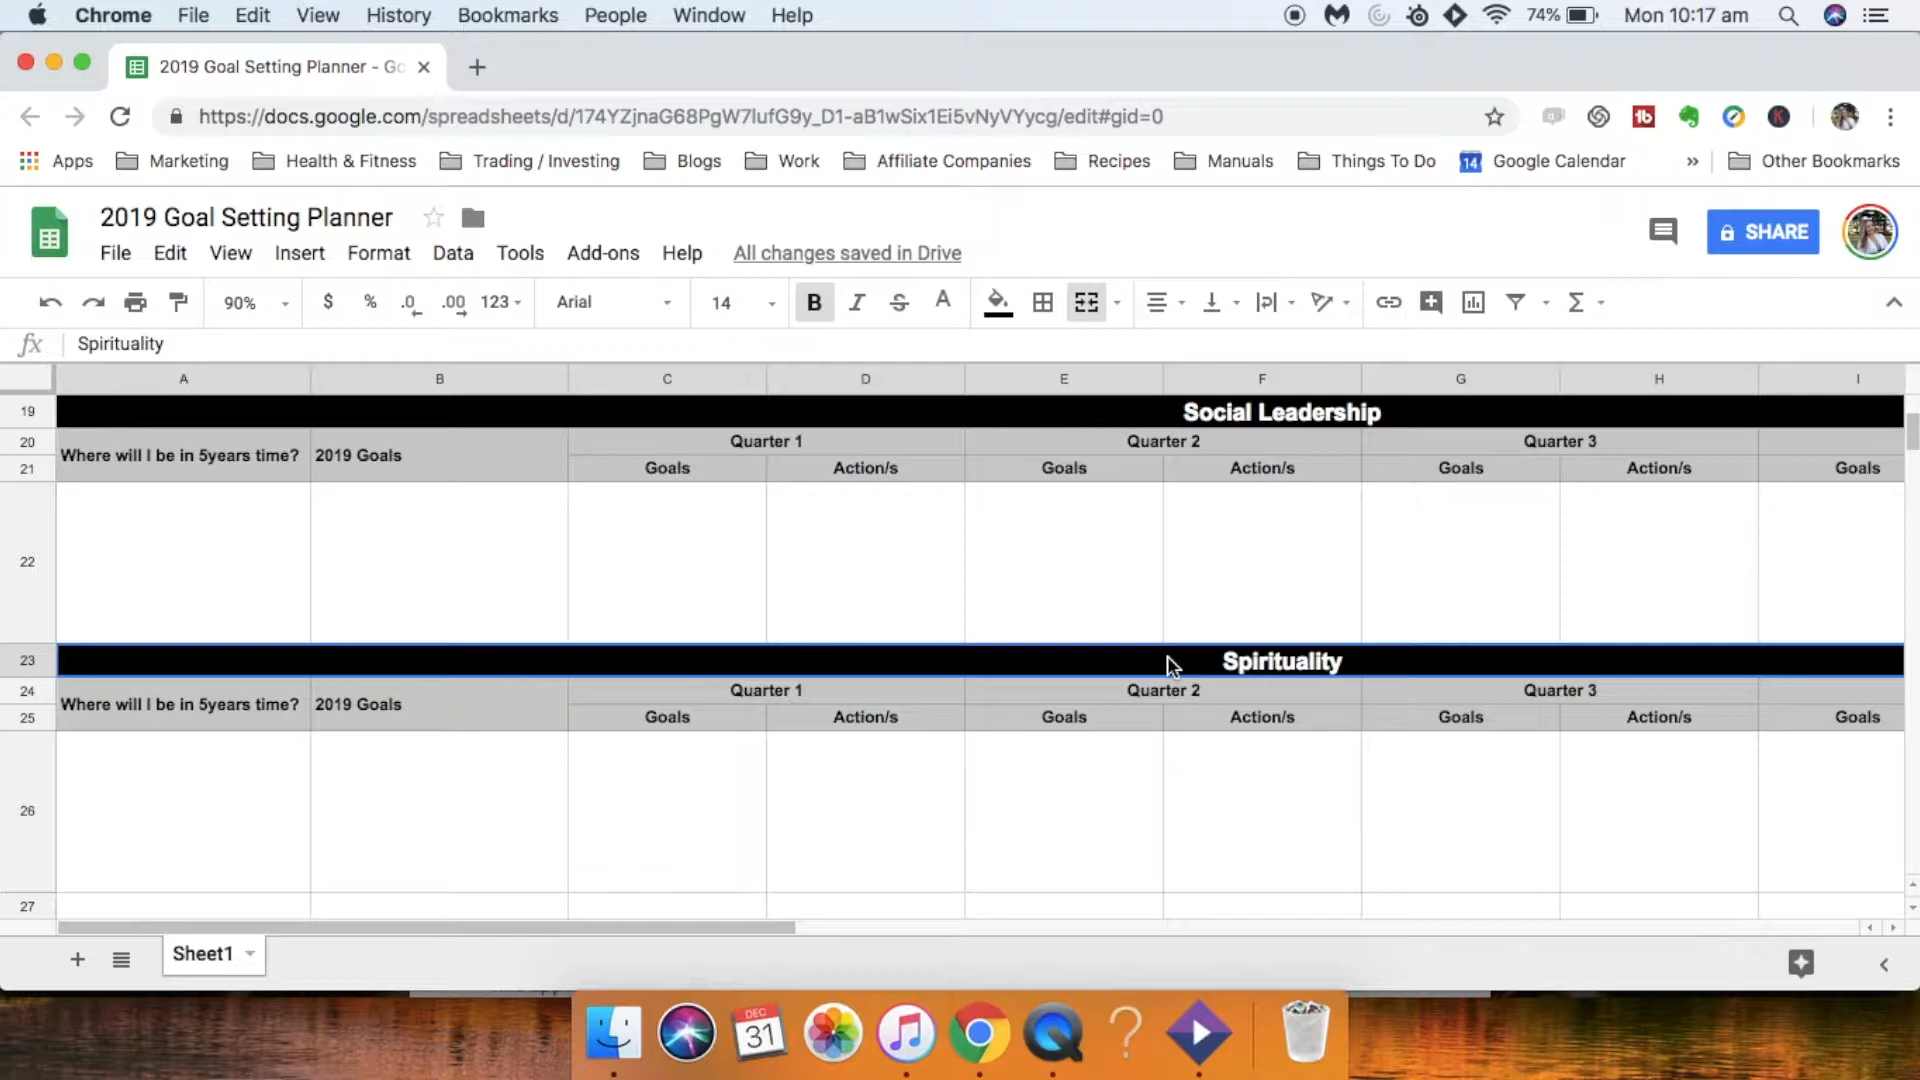 Chrome File Edit View History Bookmarks People Window Help 74% Mon 10:17 am
2019 Goal Setting Planner - Go
https://docs.google.com/spreadsheets/d/174YZjnaG68PgW7lufG9y_D1-aB1wSix1Ei5vNyVYycg/edit#gid=0
Apps Marketing Health & Fitness Trading / Investing Blogs Work Affiliate Companies Recipes Manuals Things To Do 14 Google Calendar » Other Bookmarks
2019 Goal Setting Planner
SHARE
File Edit View Insert Format Data Tools Add-ons Help All changes saved in Drive
90% $ % .0 .00 123 Arial 14 B I S A Σ
fx Spirituality
A B C D E F G H I
19 Social Leadership
20 Quarter 1 Quarter 2 Quarter 3
Where will I be in 5years time? 2019 Goals
21 Goals Action/s Goals Action/s Goals Action/s Goals
22
23 Spirituality
24 Quarter 1 Quarter 2 Quarter 3
Where will I be in 5years time? 2019 Goals
25 Goals Action/s Goals Action/s Goals Action/s Goals
26
27
Sheet1
DEC
31